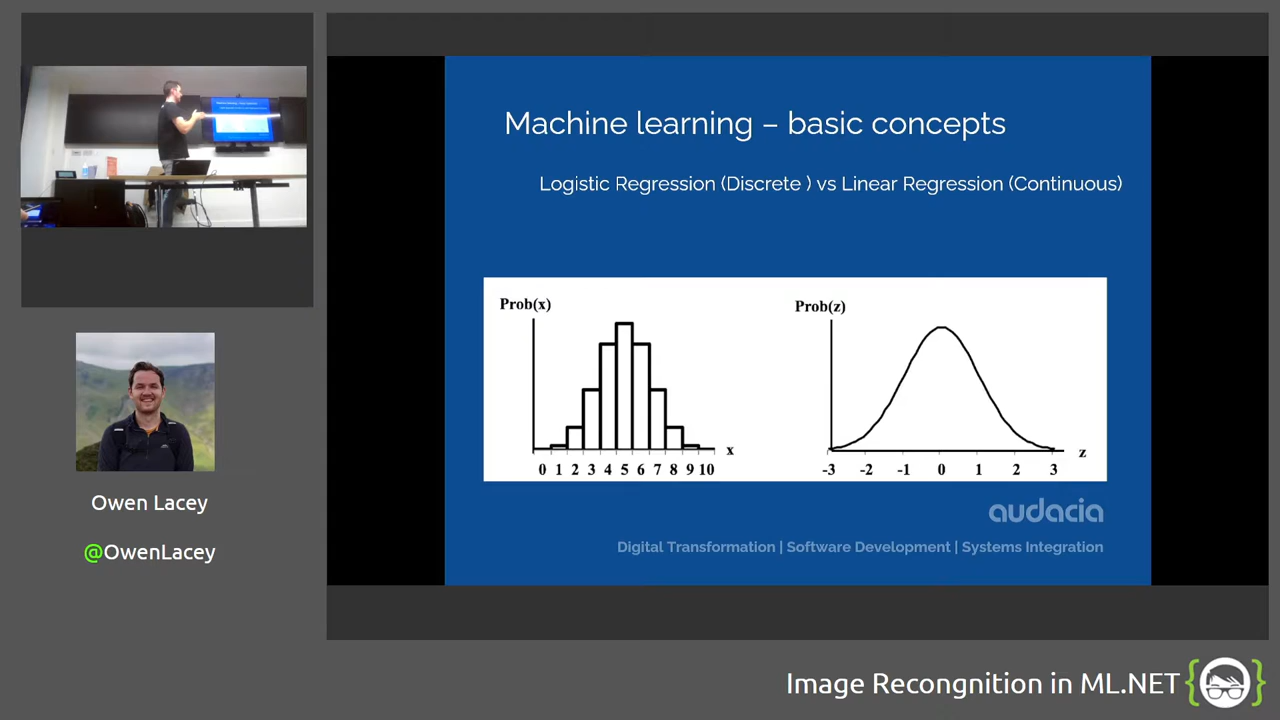 Machine learning – basic concepts
Logistic Regression (Discrete ) vs Linear Regression (Continuous)
Prob(x)
x
0 1 2 3 4 5 6 7 8 9 10
Prob(z)
z
-3 -2 -1 0 1 2 3
audacia
Digital Transformation | Software Development | Systems Integration
Owen Lacey
@OwenLacey
Image Recongnition in ML.NET